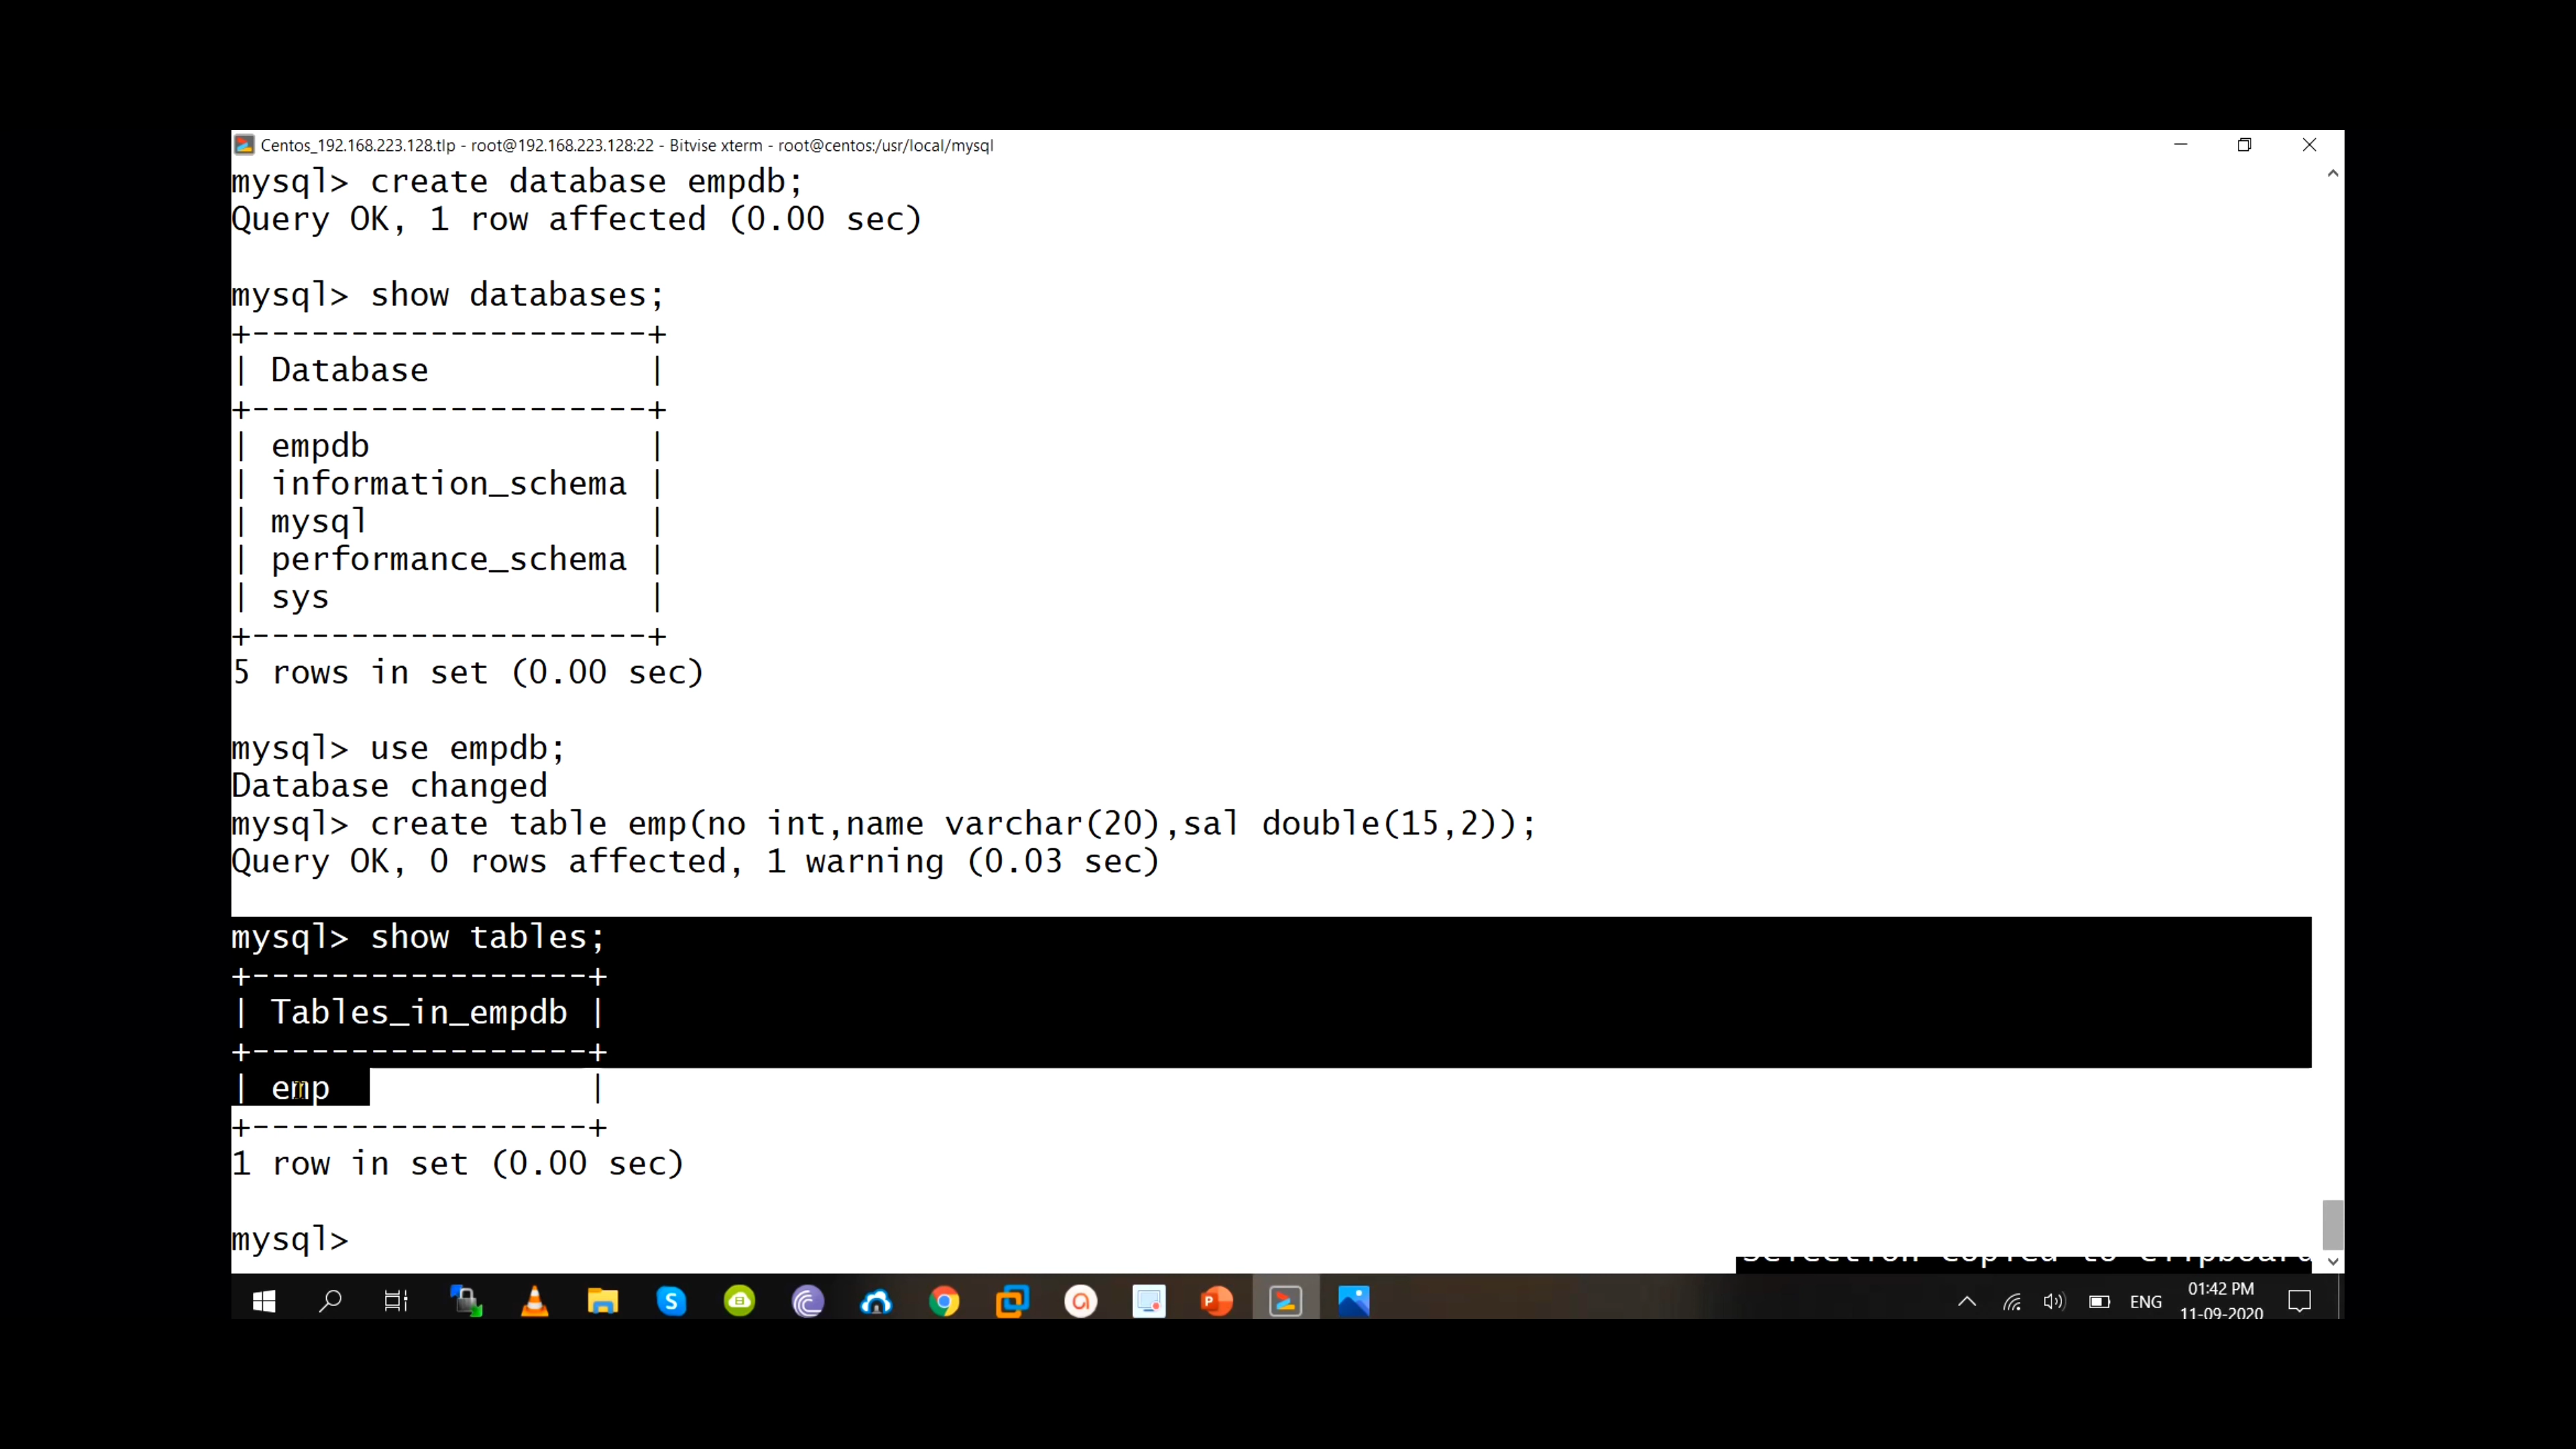 Centos_192.168.223.128.tlp - root@192.168.223.128:22 - Bitvise xterm - root@centos:/usr/local/mysql
mysql> create database empdb;
Query OK, 1 row affected (0.00 sec)
mysql> show databases;
+--------------------+
| Database           |
+--------------------+
| empdb              |
| information_schema |
| mysql              |
| performance_schema |
| sys                |
+--------------------+
5 rows in set (0.00 sec)
mysql> use empdb;
Database changed
mysql> create table emp(no int,name varchar(20),sal double(15,2));
Query OK, 0 rows affected, 1 warning (0.03 sec)
mysql> show tables;
+-----------------+
| Tables_in_empdb |
+-----------------+
| emp             |
+-----------------+
1 row in set (0.00 sec)
mysql>
Selection copied to clipboard
ENG
01:42 PM
11-09-2020